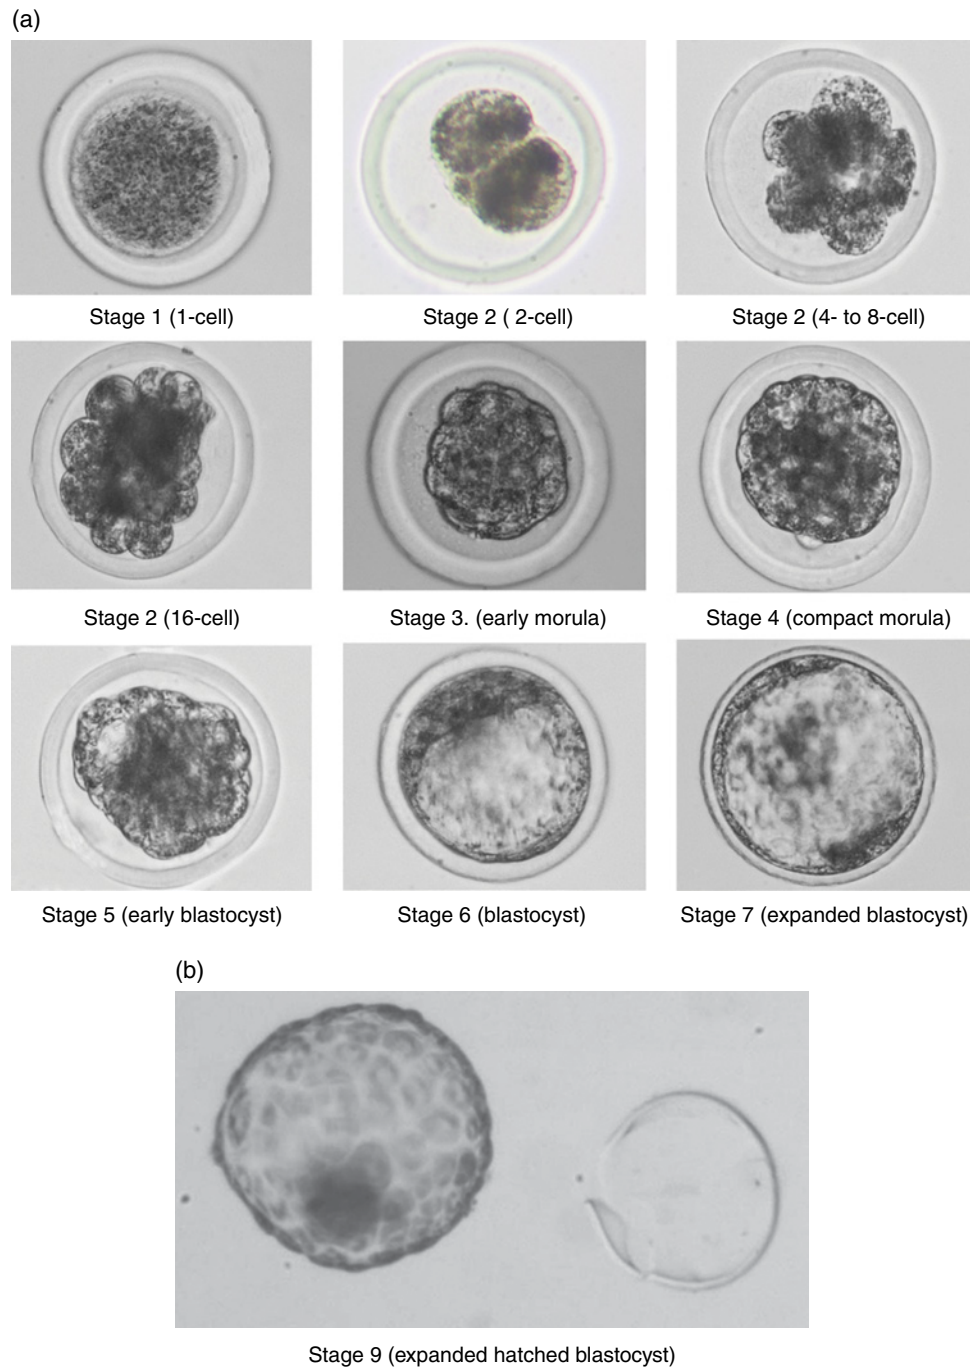 (a)
Stage 1 (1-cell)
Stage 2 ( 2-cell)
Stage 2 (4- to 8-cell)
Stage 2 (16-cell)
Stage 3. (early morula)
Stage 4 (compact morula)
Stage 5 (early blastocyst)
Stage 6 (blastocyst)
Stage 7 (expanded blastocyst)
(b)
Stage 9 (expanded hatched blastocyst)